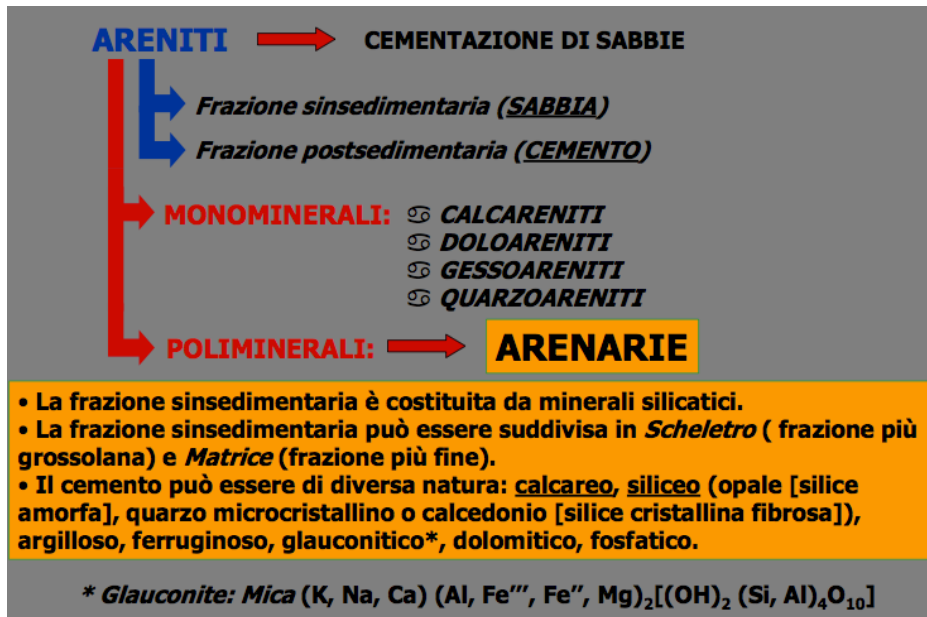 ARENITI CEMENTAZIONE DI SABBIE
Frazione sinsedimentaria (SABBIA)
Frazione postsedimentaria (CEMENTO)
MONOMINERALI: ♋ CALCARENITI
♋ DOLOARENITI
♋ GESSOARENITI
♋ QUARZOARENITI
POLIMINERALI: ARENARIE
• La frazione sinsedimentaria è costituita da minerali silicatici.
• La frazione sinsedimentaria può essere suddivisa in Scheletro ( frazione più
grossolana) e Matrice (frazione più fine).
• Il cemento può essere di diversa natura: calcareo, siliceo (opale [silice
amorfa], quarzo microcristallino o calcedonio [silice cristallina fibrosa]),
argilloso, ferruginoso, glauconitico*, dolomitico, fosfatico.
* Glauconite: Mica (K, Na, Ca) (Al, Fe‴, Fe″, Mg)₂[(OH)₂ (Si, Al)₄O₁₀]